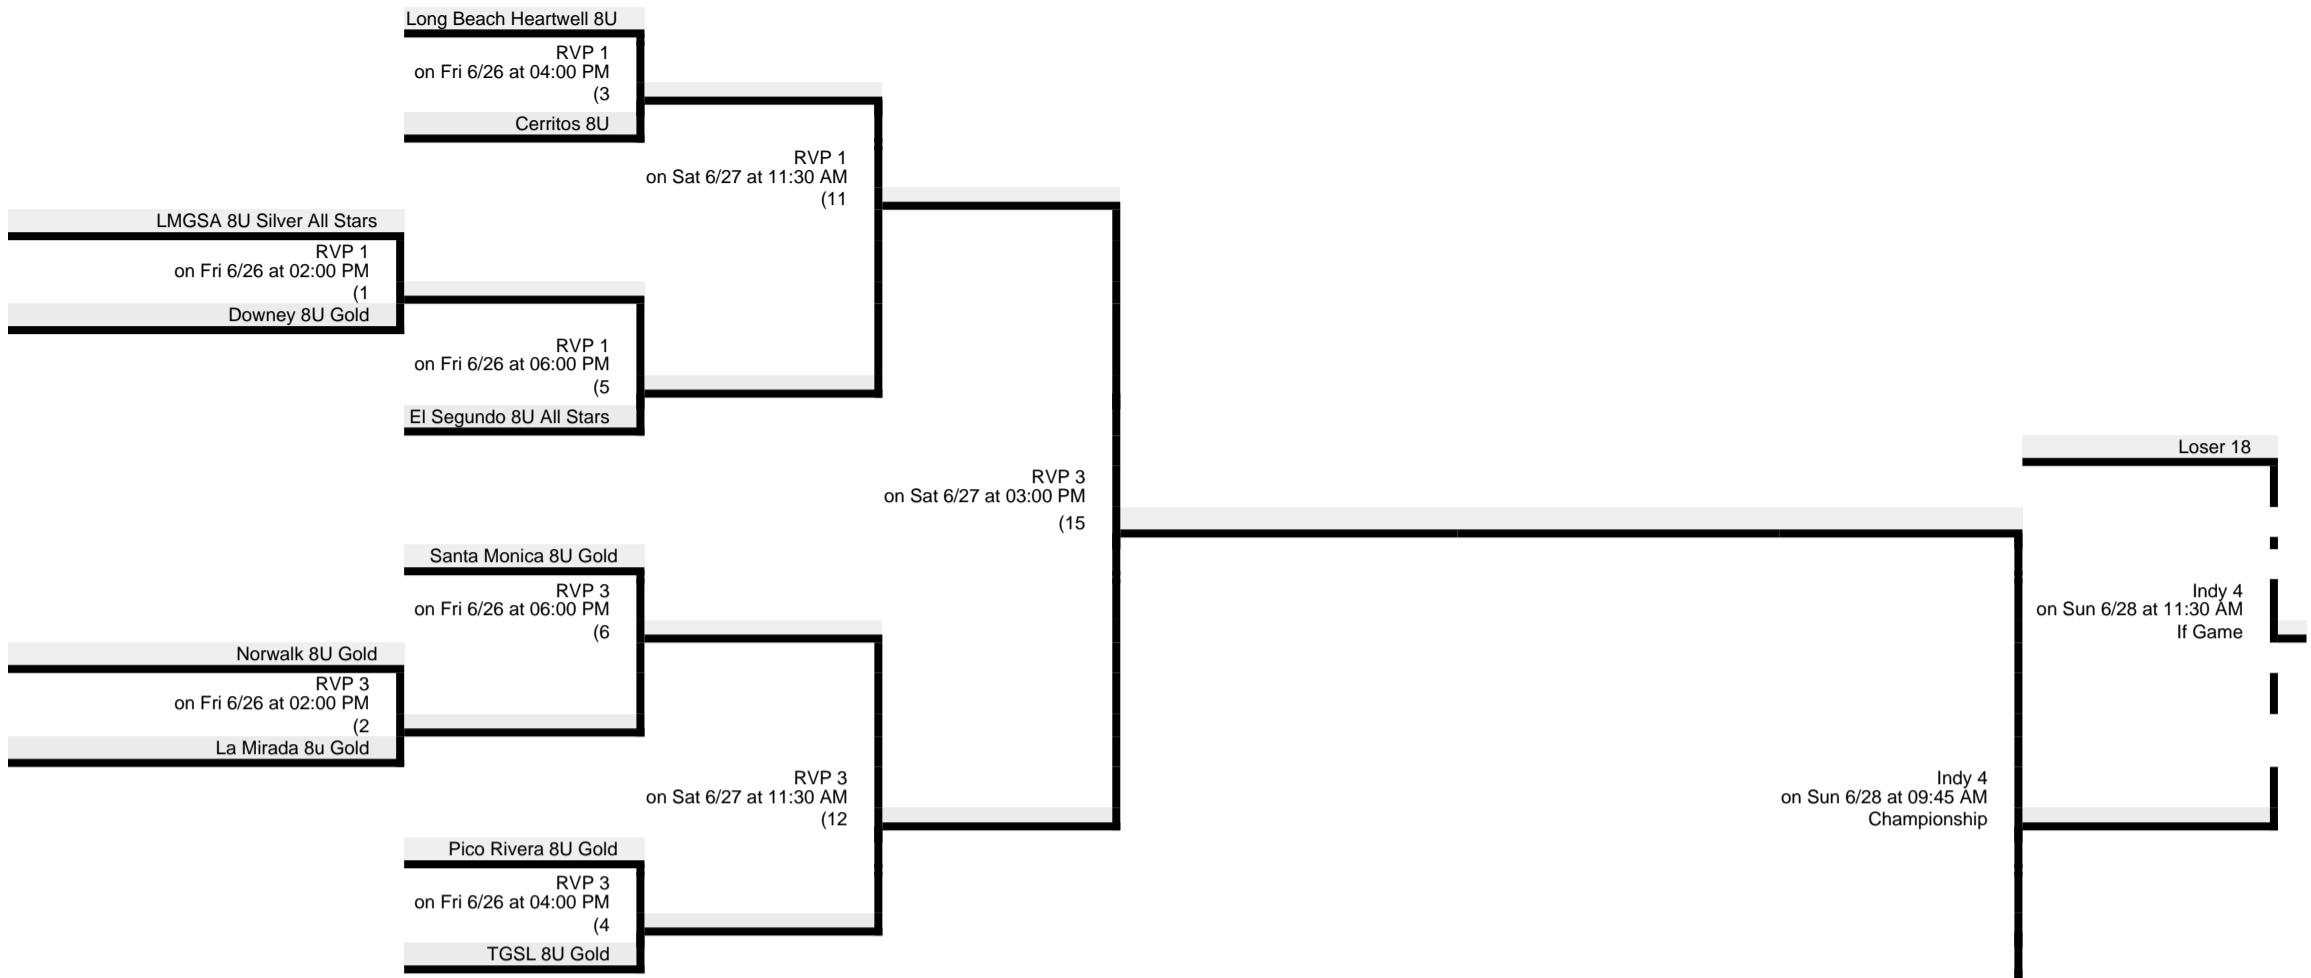 Long Beach Heartwell 8U
RVP 1
on Fri 6/26 at 04:00 PM
(3
Cerritos 8U
RVP 1
on Sat 6/27 at 11:30 AM
(11
LMGSA 8U Silver All Stars
RVP 1
on Fri 6/26 at 02:00 PM
(1
Downey 8U Gold
RVP 1
on Fri 6/26 at 06:00 PM
(5
El Segundo 8U All Stars
RVP 3
on Sat 6/27 at 03:00 PM
(15
Santa Monica 8U Gold
RVP 3
on Fri 6/26 at 06:00 PM
(6
Norwalk 8U Gold
RVP 3
on Fri 6/26 at 02:00 PM
(2
La Mirada 8u Gold
RVP 3
on Sat 6/27 at 11:30 AM
(12
Pico Rivera 8U Gold
RVP 3
on Fri 6/26 at 04:00 PM
(4
TGSL 8U Gold
Loser 18
Indy 4
on Sun 6/28 at 11:30 AM
If Game
Indy 4
on Sun 6/28 at 09:45 AM
Championship